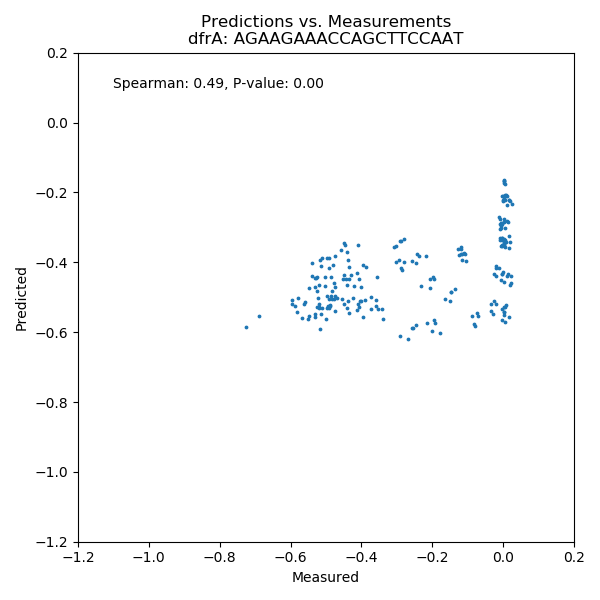 Predictions vs. Measurements
dfrA: AGAAGAAACCAGCTTCCAAT
0.2
Spearman: 0.49, P-value: 0.00
0.0
−0.2
−0.4
Predicted
−0.6
−0.8
−1.0
−1.2
−1.2 −1.0 −0.8 −0.6 −0.4 −0.2 0.0 0.2
Measured